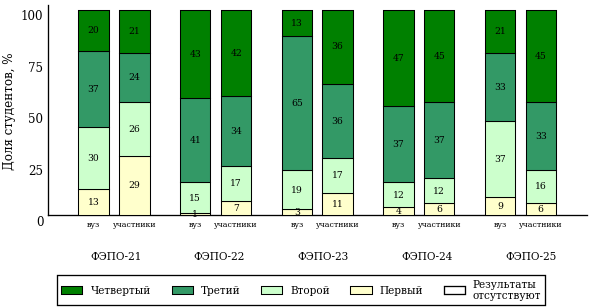 100
75
50
25
0
Доля студентов, %
20 21 43 42 13 36 47 45 21 45
37 24 41 34 65 36 37 37 33 33
30 26 15 17 19 17 12 12 37 16
13 29 1 7 3 11 4 6 9 6
вуз участники вуз участники вуз участники вуз участники вуз участники
ФЭПО-21 ФЭПО-22 ФЭПО-23 ФЭПО-24 ФЭПО-25
Четвертый Третий Второй Первый Результаты
отсутствуют